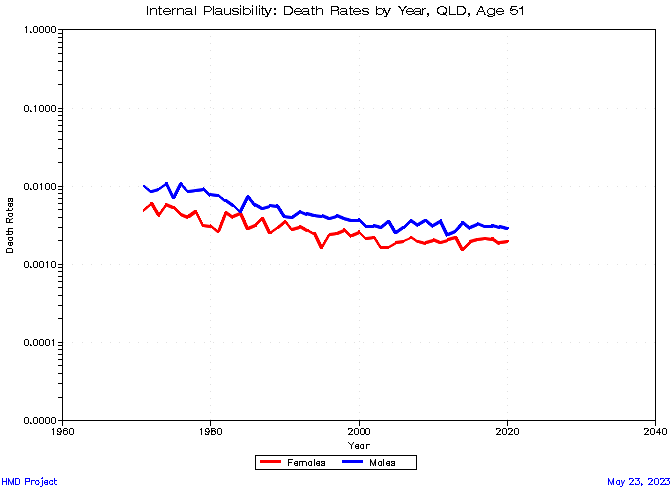 Internal Plausibility: Death Rates by Year, QLD, Age 51
1.0000
0.1000
0.0100
0.0010
0.0001
0.0000
Death Rates
1960 1980 2000 2020 2040
Year
Females Males
HMD Project May 23, 2023